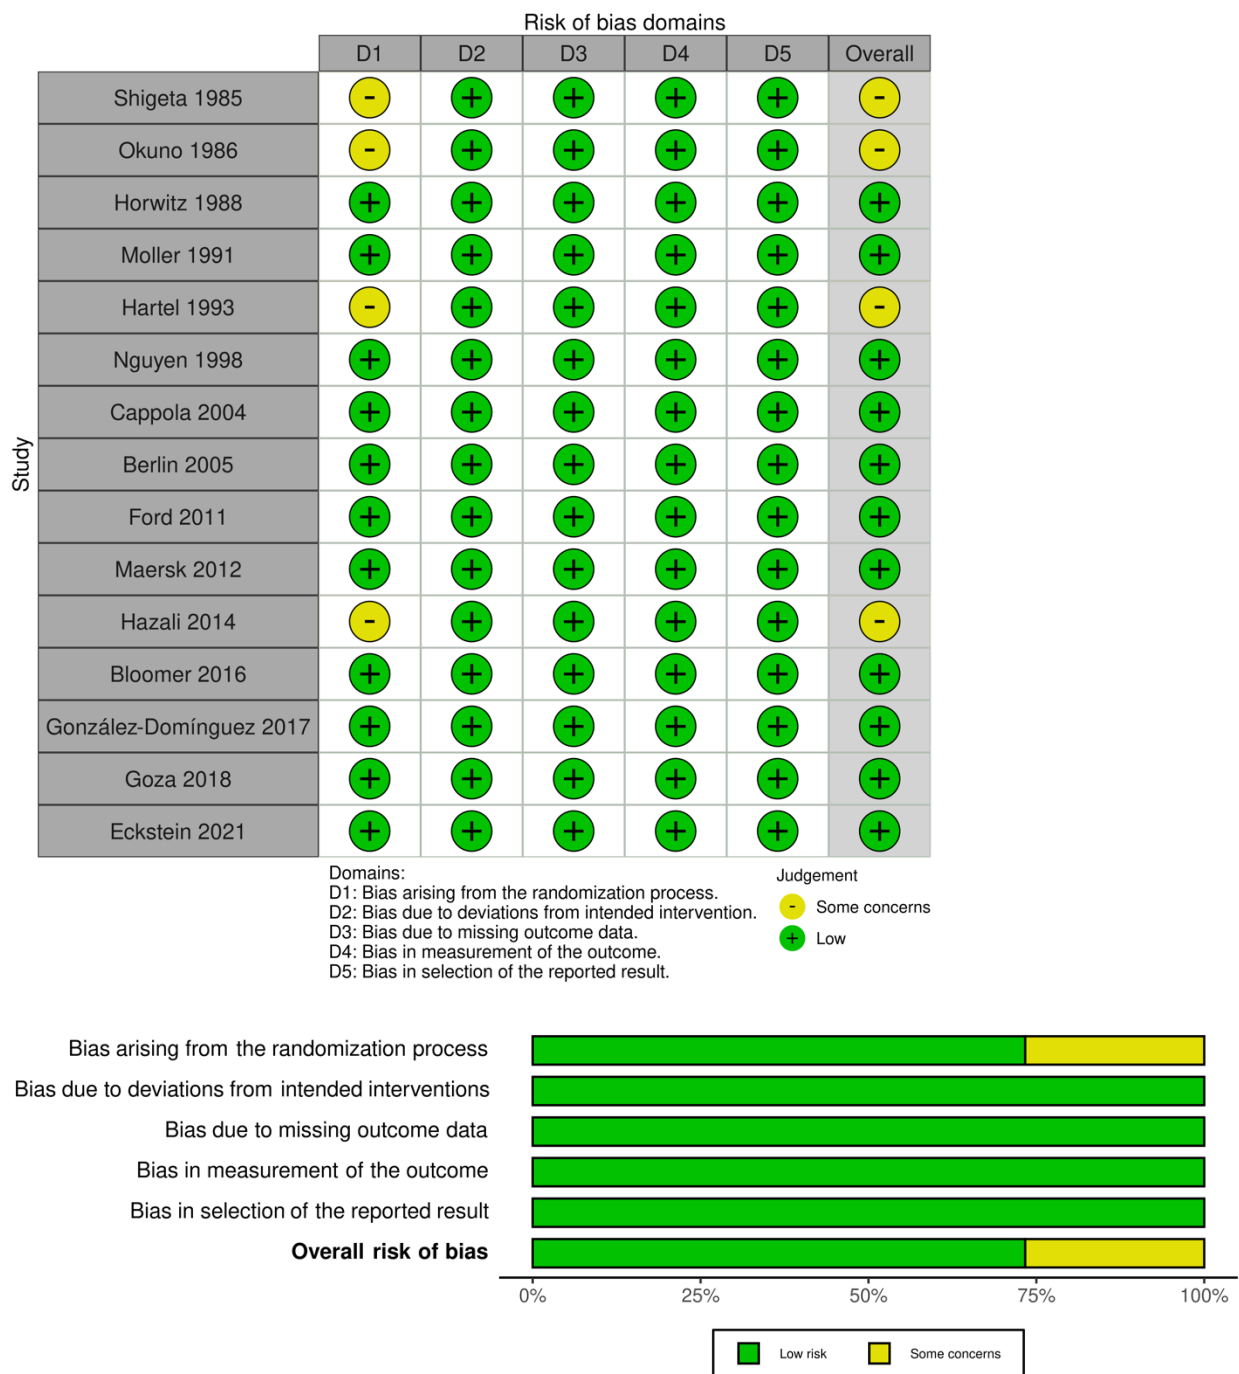 Risk of bias domains
D1 D2 D3 D4 D5 Overall
Study
Shigeta 1985 - + + + + -
Okuno 1986 - + + + + -
Horwitz 1988 + + + + + +
Moller 1991 + + + + + +
Hartel 1993 - + + + + -
Nguyen 1998 + + + + + +
Cappola 2004 + + + + + +
Berlin 2005 + + + + + +
Ford 2011 + + + + + +
Maersk 2012 + + + + + +
Hazali 2014 - + + + + -
Bloomer 2016 + + + + + +
González-Domínguez 2017 + + + + + +
Goza 2018 + + + + + +
Eckstein 2021 + + + + + +
Domains:
D1: Bias arising from the randomization process.
D2: Bias due to deviations from intended intervention.
D3: Bias due to missing outcome data.
D4: Bias in measurement of the outcome.
D5: Bias in selection of the reported result.
Judgement
- Some concerns
+ Low
Bias arising from the randomization process
Bias due to deviations from intended interventions
Bias due to missing outcome data
Bias in measurement of the outcome
Bias in selection of the reported result
Overall risk of bias
0% 25% 50% 75% 100%
Low risk Some concerns